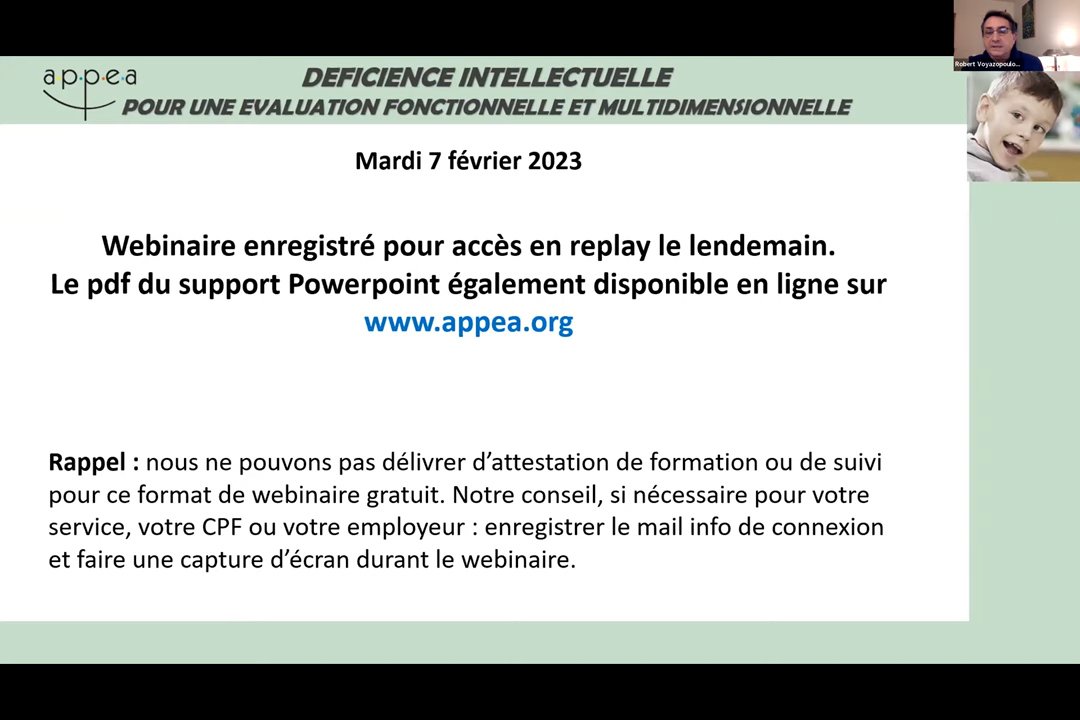 a·p·p·e·a
DEFICIENCE INTELLECTUELLE
POUR UNE EVALUATION FONCTIONNELLE ET MULTIDIMENSIONNELLE
Robert Voyazopoulo...
Mardi 7 février 2023
Webinaire enregistré pour accès en replay le lendemain.
Le pdf du support Powerpoint également disponible en ligne sur
www.appea.org
Rappel : nous ne pouvons pas délivrer d’attestation de formation ou de suivi
pour ce format de webinaire gratuit. Notre conseil, si nécessaire pour votre
service, votre CPF ou votre employeur : enregistrer le mail info de connexion
et faire une capture d’écran durant le webinaire.